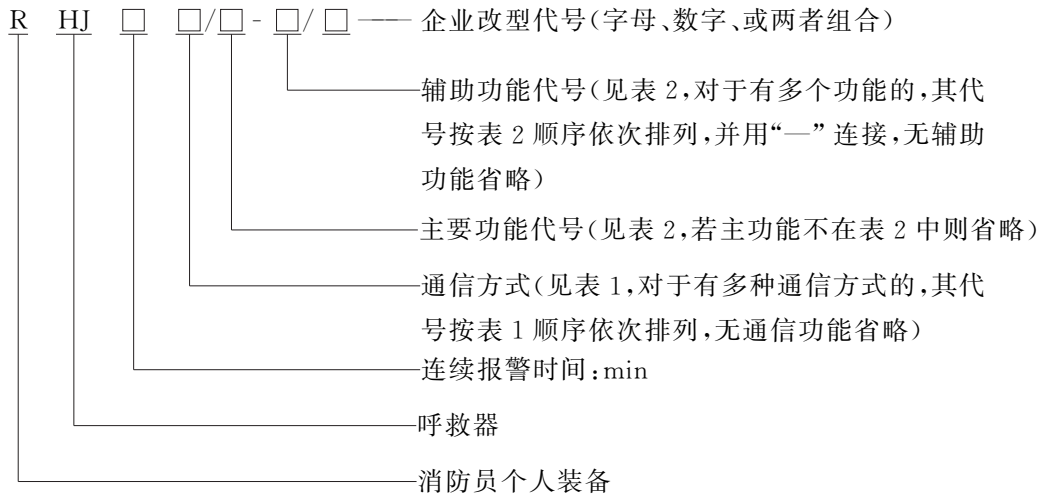 R HJ □ □/□-□/□ 企业改型代号(字母、数字、或两者组合)
辅助功能代号(见表 2,对于有多个功能的,其代
号按表 2 顺序依次排列,并用“—”连接,无辅助
功能省略)
主要功能代号(见表 2,若主功能不在表 2 中则省略)
通信方式(见表 1,对于有多种通信方式的,其代
号按表 1 顺序依次排列,无通信功能省略)
连续报警时间:min
呼救器
消防员个人装备